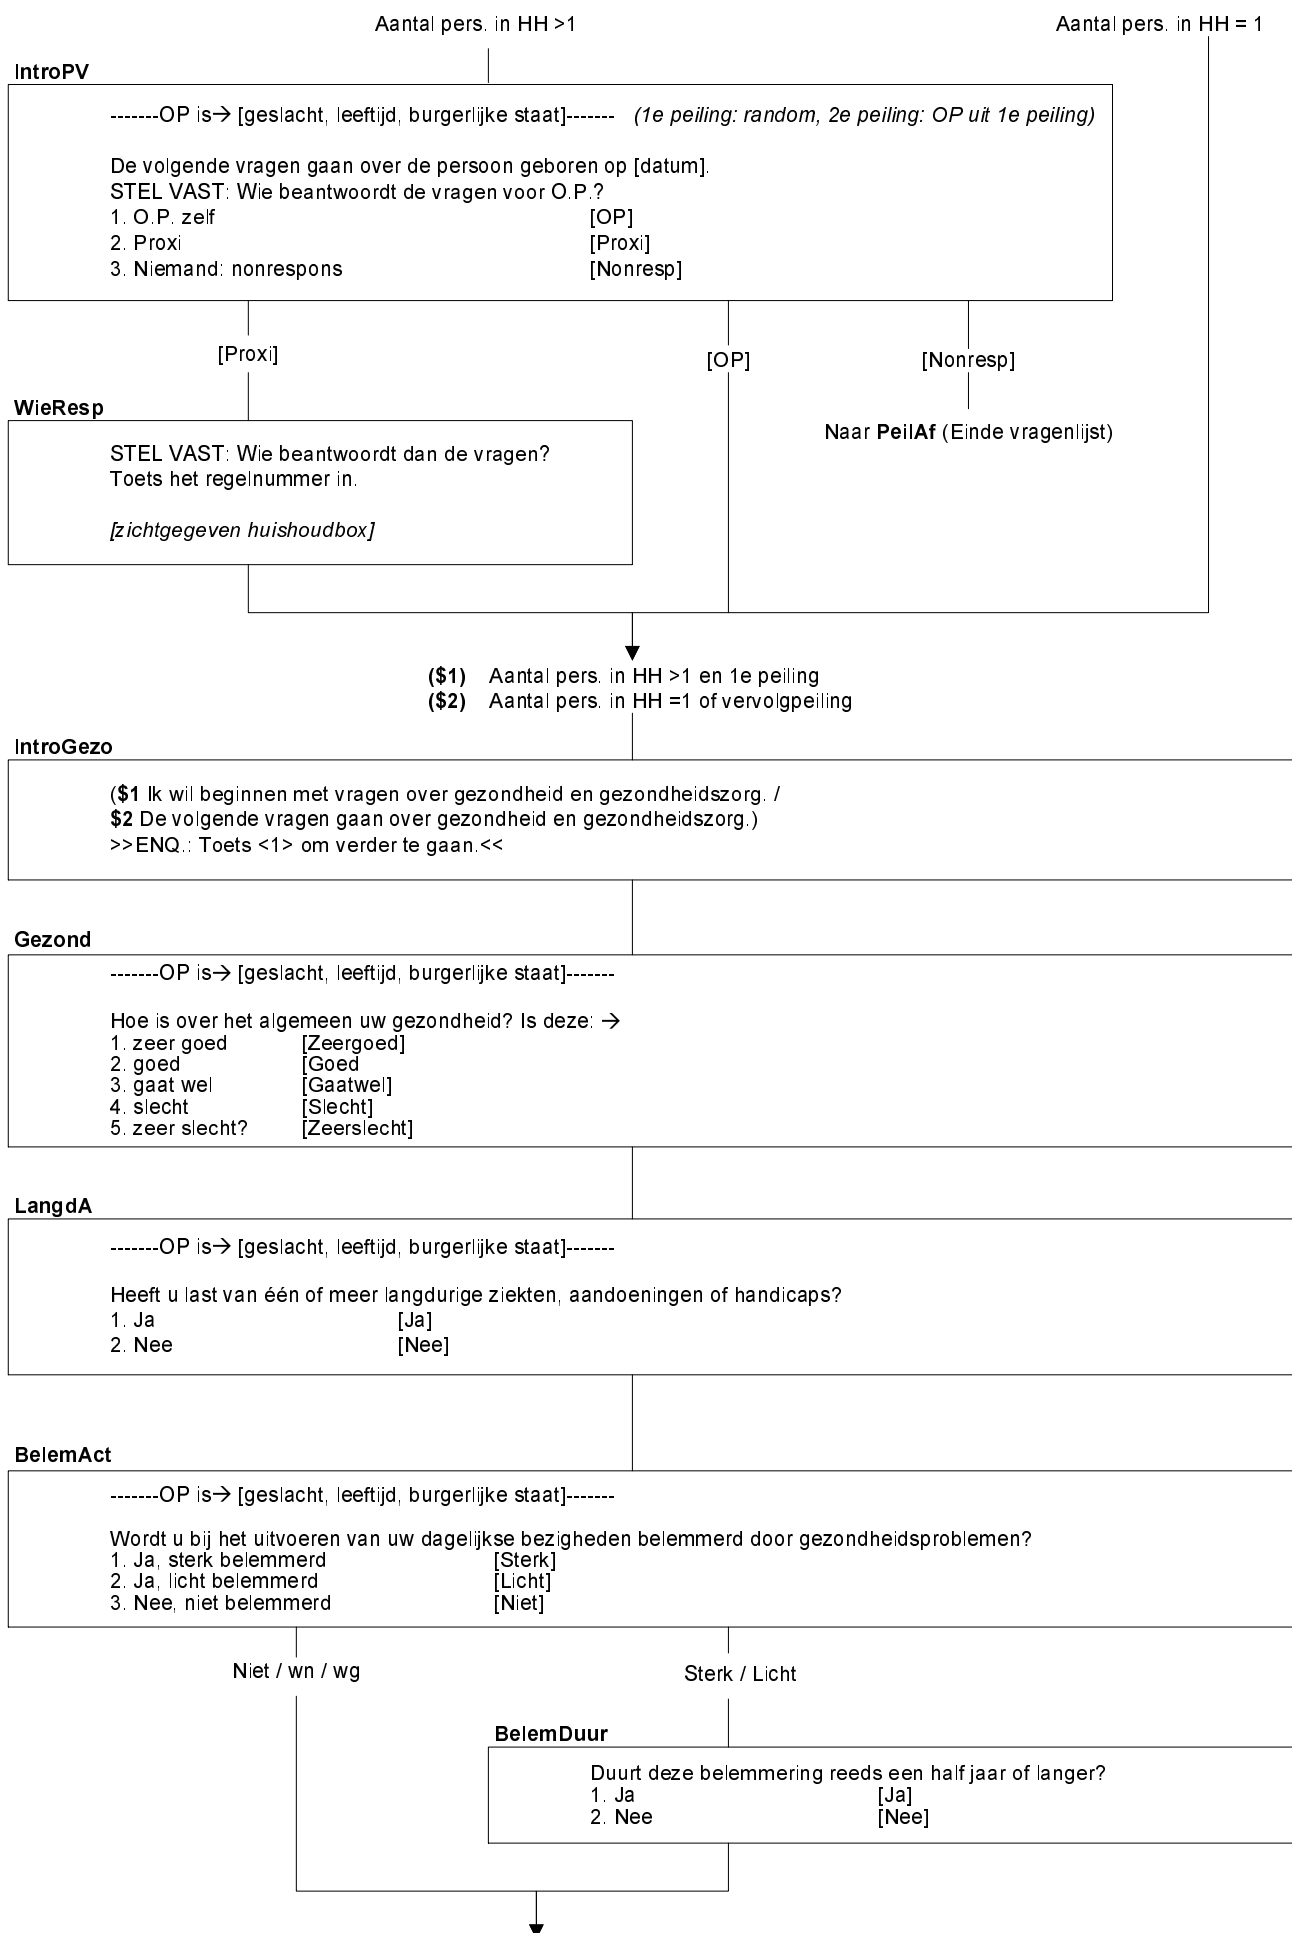 Aantal pers. in HH >1
Aantal pers. in HH = 1
IntroPV
-------OP is→ [geslacht, leeftijd, burgerlijke staat]------- (1e peiling: random, 2e peiling: OP uit 1e peiling)
De volgende vragen gaan over de persoon geboren op [datum].
STEL VAST: Wie beantwoordt de vragen voor O.P.?
1. O.P. zelf [OP]
2. Proxi [Proxi]
3. Niemand: nonrespons [Nonresp]
[Proxi]
[OP]
[Nonresp]
WieResp
STEL VAST: Wie beantwoordt dan de vragen?
Toets het regelnummer in.
[zichtgegeven huishoudbox]
Naar PeilAf (Einde vragenlijst)
($1) Aantal pers. in HH >1 en 1e peiling
($2) Aantal pers. in HH =1 of vervolgpeiling
IntroGezo
($1 Ik wil beginnen met vragen over gezondheid en gezondheidszorg. /
$2 De volgende vragen gaan over gezondheid en gezondheidszorg.)
>>ENQ.: Toets <1> om verder te gaan.<<
Gezond
-------OP is→ [geslacht, leeftijd, burgerlijke staat]-------
Hoe is over het algemeen uw gezondheid? Is deze: →
1. zeer goed [Zeergoed]
2. goed [Goed
3. gaat wel [Gaatwel]
4. slecht [Slecht]
5. zeer slecht? [Zeerslecht]
LangdA
-------OP is→ [geslacht, leeftijd, burgerlijke staat]-------
Heeft u last van één of meer langdurige ziekten, aandoeningen of handicaps?
1. Ja [Ja]
2. Nee [Nee]
BelemAct
-------OP is→ [geslacht, leeftijd, burgerlijke staat]-------
Wordt u bij het uitvoeren van uw dagelijkse bezigheden belemmerd door gezondheidsproblemen?
1. Ja, sterk belemmerd [Sterk]
2. Ja, licht belemmerd [Licht]
3. Nee, niet belemmerd [Niet]
Niet / wn / wg
Sterk / Licht
BelemDuur
Duurt deze belemmering reeds een half jaar of langer?
1. Ja [Ja]
2. Nee [Nee]